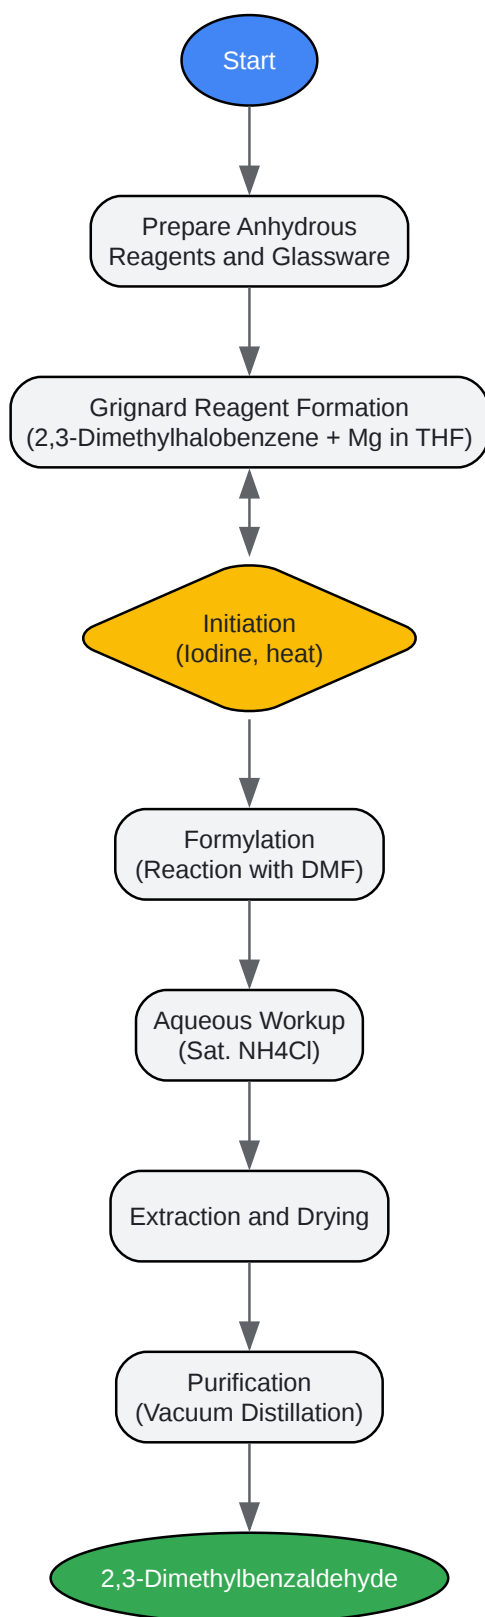 Start
Prepare Anhydrous
Reagents and Glassware
Grignard Reagent Formation
(2,3-Dimethylhalobenzene + Mg in THF)
Initiation
(Iodine, heat)
Formylation
(Reaction with DMF)
Aqueous Workup
(Sat. NH4Cl)
Extraction and Drying
Purification
(Vacuum Distillation)
2,3-Dimethylbenzaldehyde